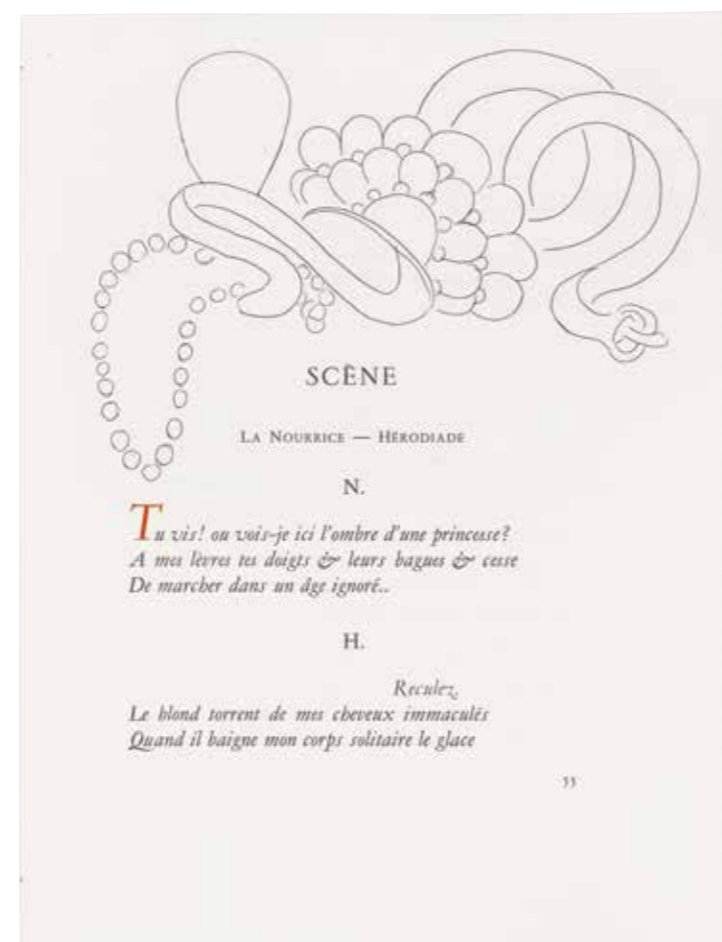 SCÈNE
LA NOURRICE — HÉRODIADE
N.
Tu vis! ou vois-je ici l'ombre d'une princesse?
A mes lèvres tes doigts & leurs bagues & cesse
De marcher dans un âge ignoré..
H.
Reculez.
Le blond torrent de mes cheveux immaculés
Quand il baigne mon corps solitaire le glace
55